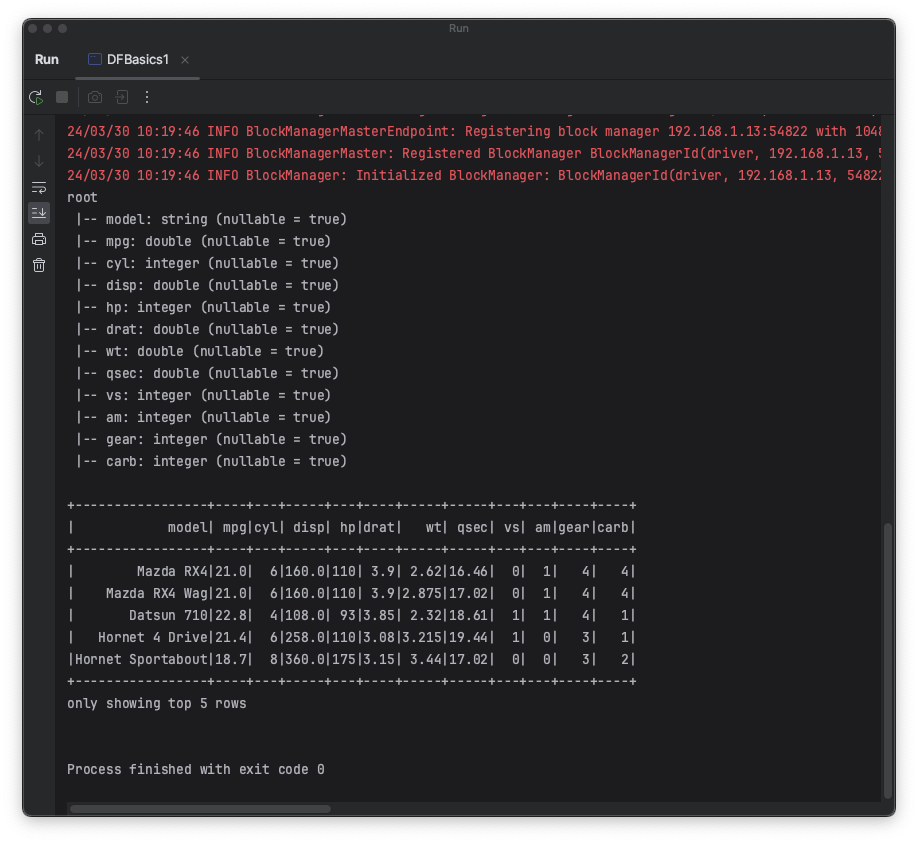 Run
Run DFBasics1
24/03/30 10:19:46 INFO BlockManagerMasterEndpoint: Registering block manager 192.168.1.13:54822 with 1048
24/03/30 10:19:46 INFO BlockManagerMaster: Registered BlockManager BlockManagerId(driver, 192.168.1.13, 5
24/03/30 10:19:46 INFO BlockManager: Initialized BlockManager: BlockManagerId(driver, 192.168.1.13, 54822
root
 |-- model: string (nullable = true)
 |-- mpg: double (nullable = true)
 |-- cyl: integer (nullable = true)
 |-- disp: double (nullable = true)
 |-- hp: integer (nullable = true)
 |-- drat: double (nullable = true)
 |-- wt: double (nullable = true)
 |-- qsec: double (nullable = true)
 |-- vs: integer (nullable = true)
 |-- am: integer (nullable = true)
 |-- gear: integer (nullable = true)
 |-- carb: integer (nullable = true)

+-----------------+----+---+-----+---+----+-----+-----+---+---+----+----+
|            model| mpg|cyl| disp| hp|drat|   wt| qsec| vs| am|gear|carb|
+-----------------+----+---+-----+---+----+-----+-----+---+---+----+----+
|        Mazda RX4|21.0|  6|160.0|110| 3.9| 2.62|16.46|  0|  1|   4|   4|
|    Mazda RX4 Wag|21.0|  6|160.0|110| 3.9|2.875|17.02|  0|  1|   4|   4|
|       Datsun 710|22.8|  4|108.0| 93|3.85| 2.32|18.61|  1|  1|   4|   1|
|   Hornet 4 Drive|21.4|  6|258.0|110|3.08|3.215|19.44|  1|  0|   3|   1|
|Hornet Sportabout|18.7|  8|360.0|175|3.15| 3.44|17.02|  0|  0|   3|   2|
+-----------------+----+---+-----+---+----+-----+-----+---+---+----+----+
only showing top 5 rows

Process finished with exit code 0